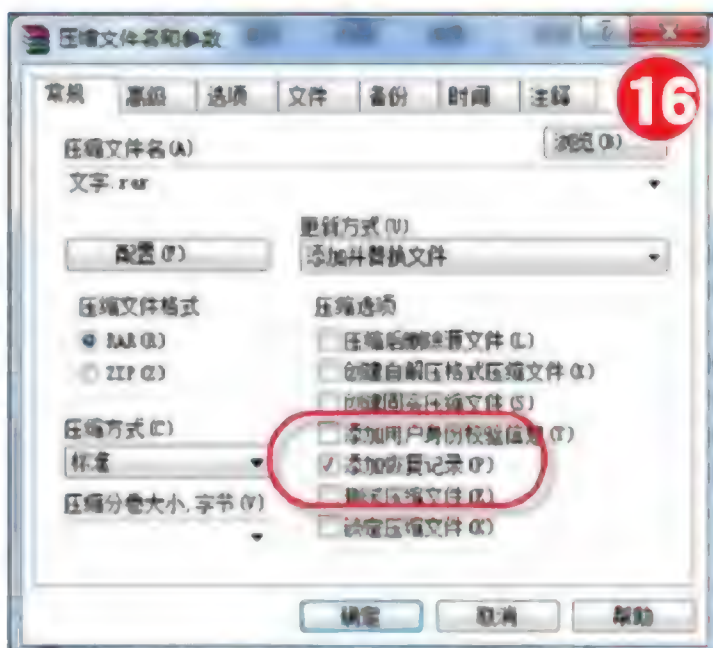 压缩文件名和参数
16
常规 高级 选项 文件 备份 时间 注释
压缩文件名(A)
浏览(B)
文字.rar
更新方式(U)
配置(F)
添加并替换文件
压缩文件格式
压缩选项
RAR(R)
压缩后删除源文件(L)
ZIP(Z)
创建自解压格式压缩文件(X)
创建固实压缩文件(S)
压缩方式(C)
添加用户身份校验信息(T)
标准
添加恢复记录(P)
压缩分卷大小,字节(V)
测试压缩文件
锁定压缩文件(K)
确定 取消 帮助